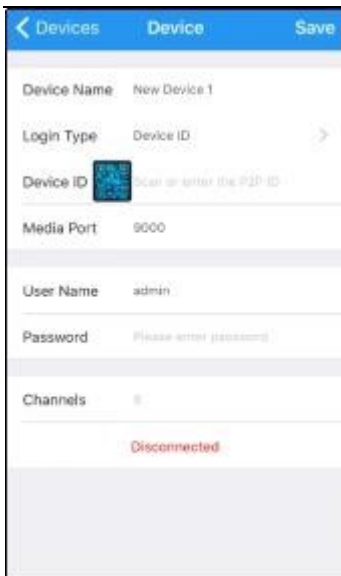 Devices Device Save
Device Name New Device 1
Login Type Device ID
Device ID Scan or enter the P2P ID
Media Port 9000
User Name admin
Password Please enter password
Channels 0
Disconnected